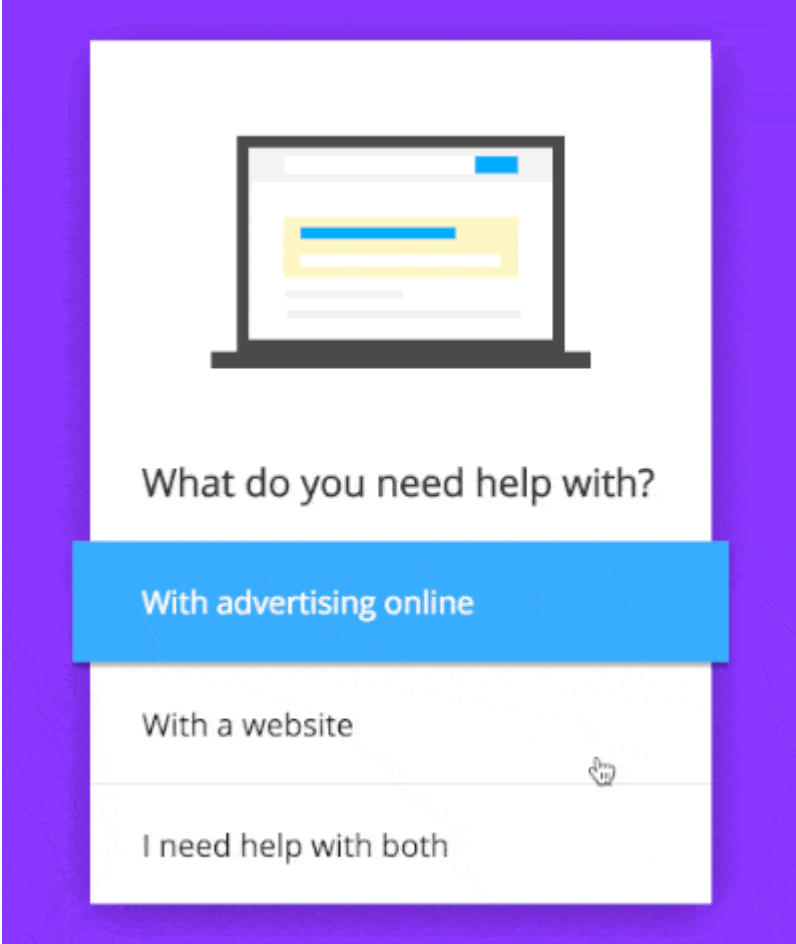 What do you need help with?
With advertising online
With a website
I need help with both